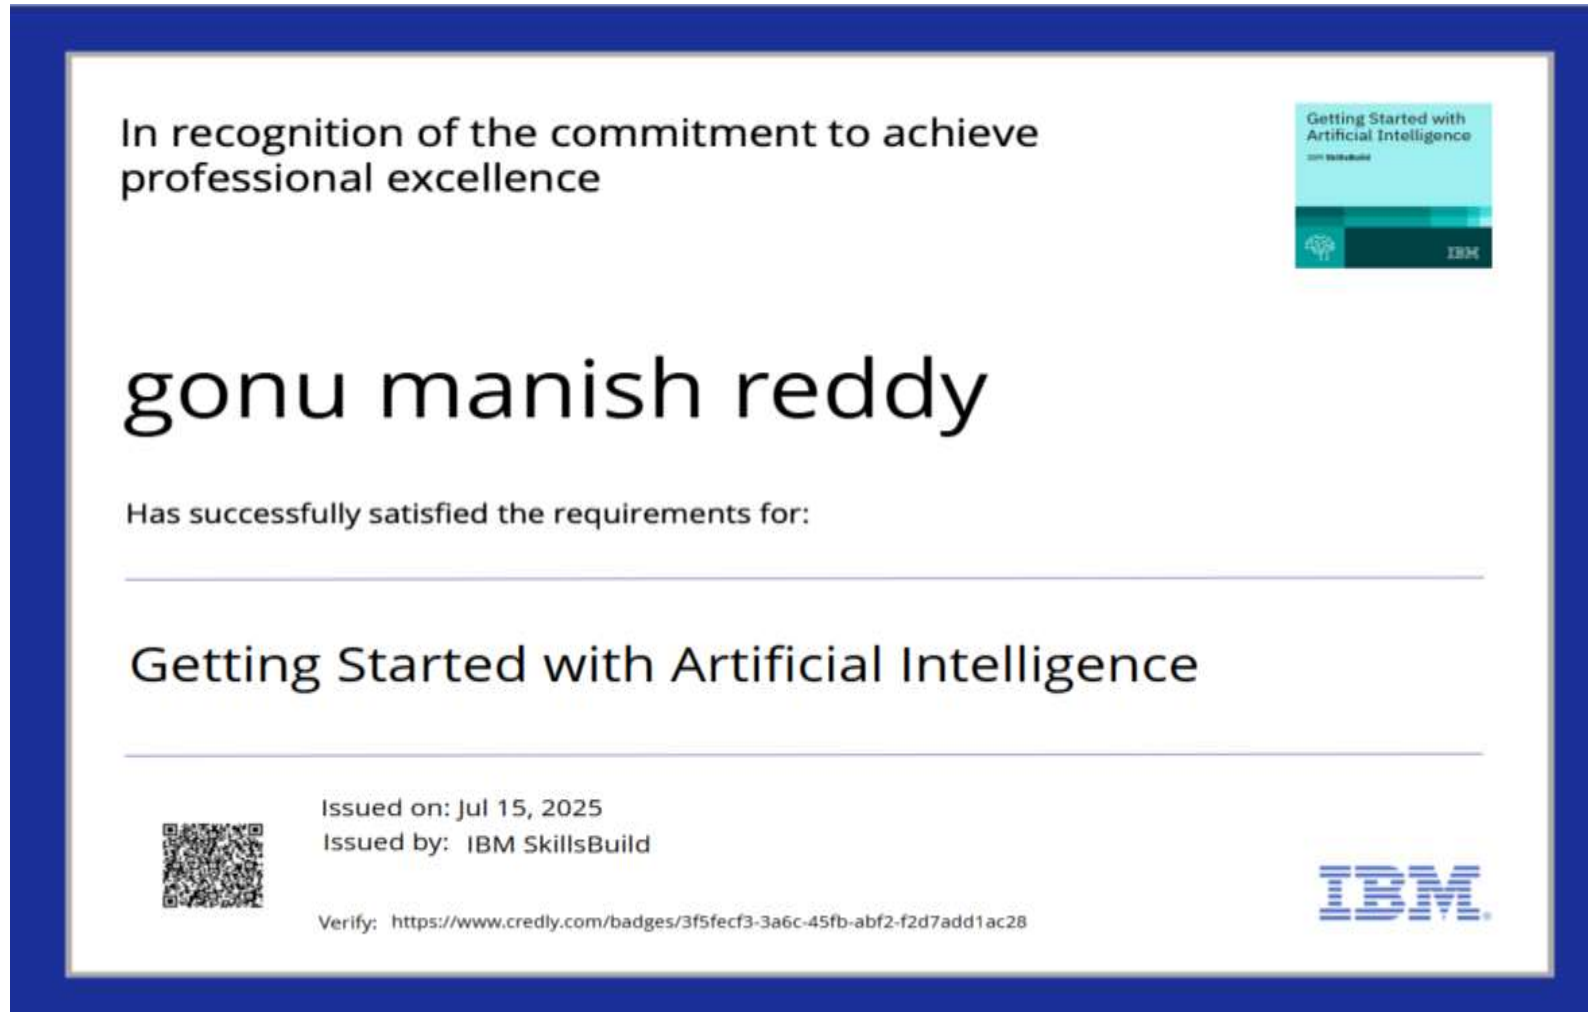 In recognition of the commitment to achieve
professional excellence
Getting Started with
Artificial Intelligence
IBM SkillsBuild
IBM
gonu manish reddy
Has successfully satisfied the requirements for:
Getting Started with Artificial Intelligence
Issued on: Jul 15, 2025
Issued by: IBM SkillsBuild
Verify: https://www.credly.com/badges/3f5fecf3-3a6c-45fb-abf2-f2d7add1ac28
IBM